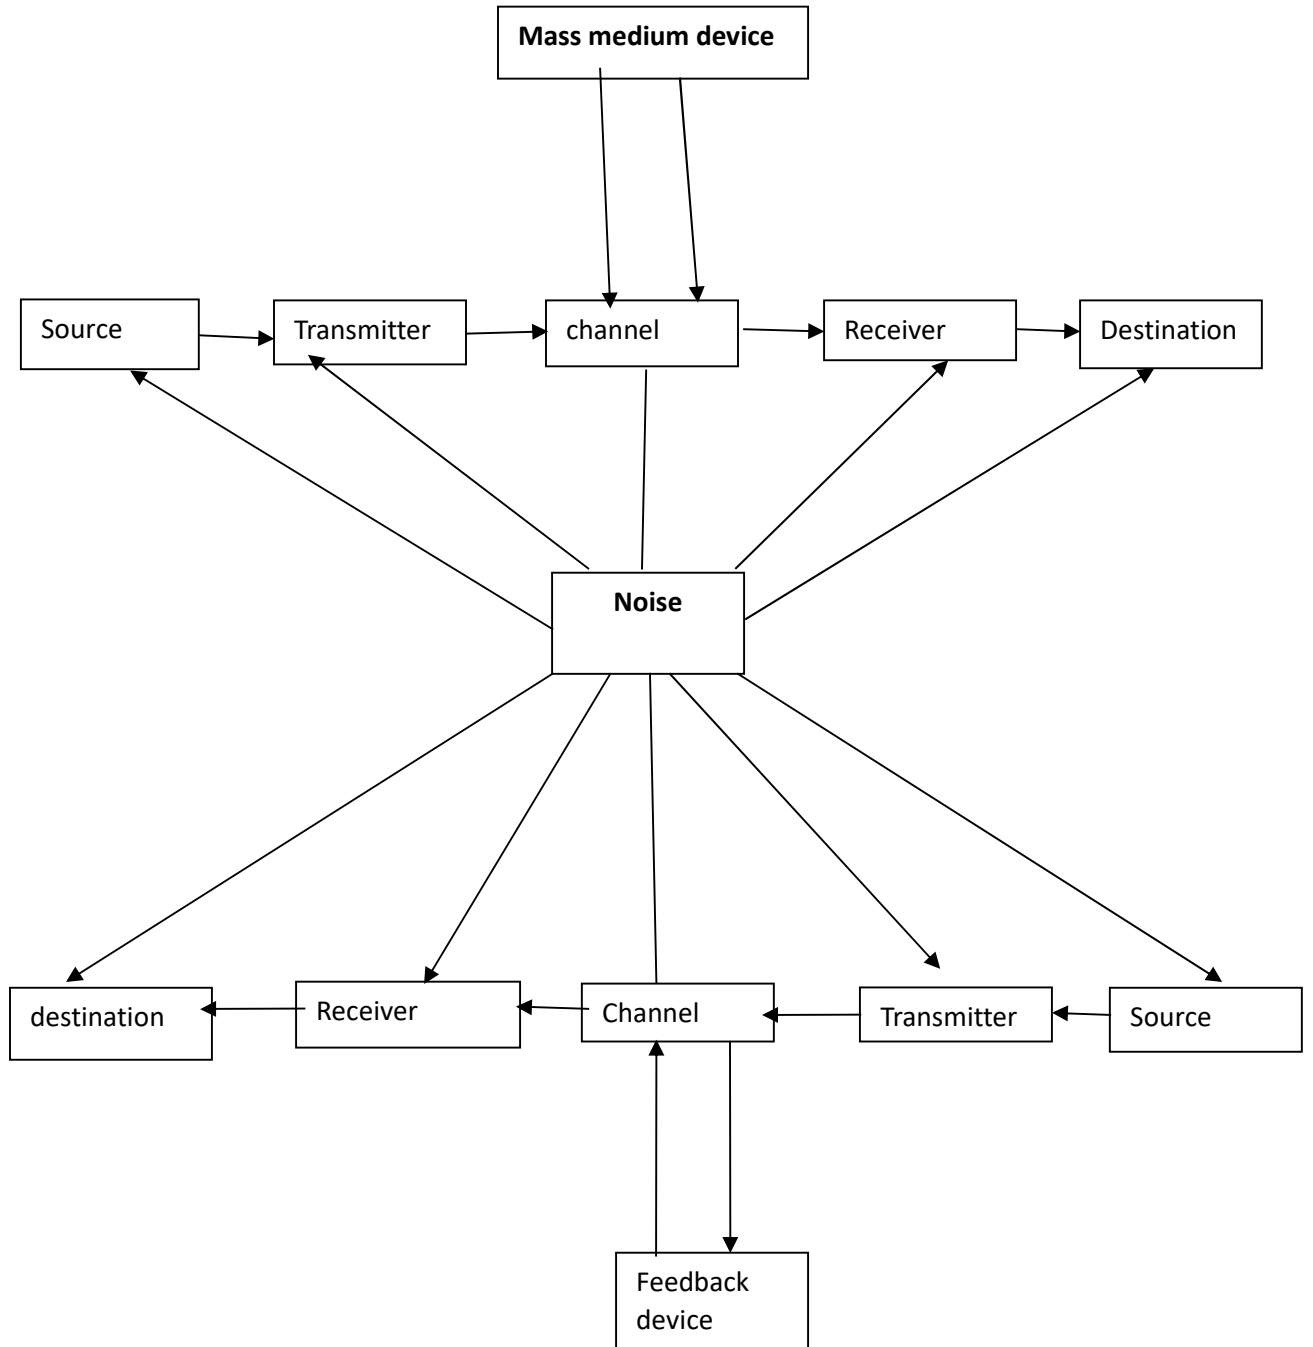 Mass medium device
Source
Transmitter
channel
Receiver
Destination
Noise
destination
Receiver
Channel
Transmitter
Source
Feedback
device